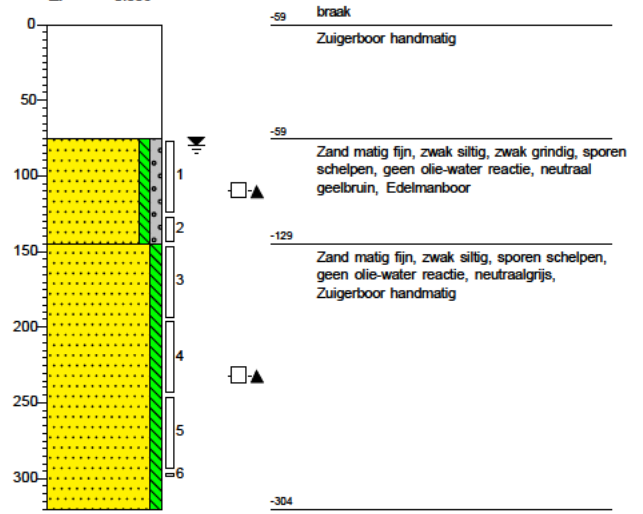 braak
-59
0
Zuigerboor handmatig
50
-59
Zand matig fijn, zwak siltig, zwak grindig, sporen
schelpen, geen olie-water reactie, neutraal
geelbruin, Edelmanboor
1
100
2
-129
150
Zand matig fijn, zwak siltig, sporen schelpen,
geen olie-water reactie, neutraalgrijs,
Zuigerboor handmatig
3
200
4
250
5
6
300
-304